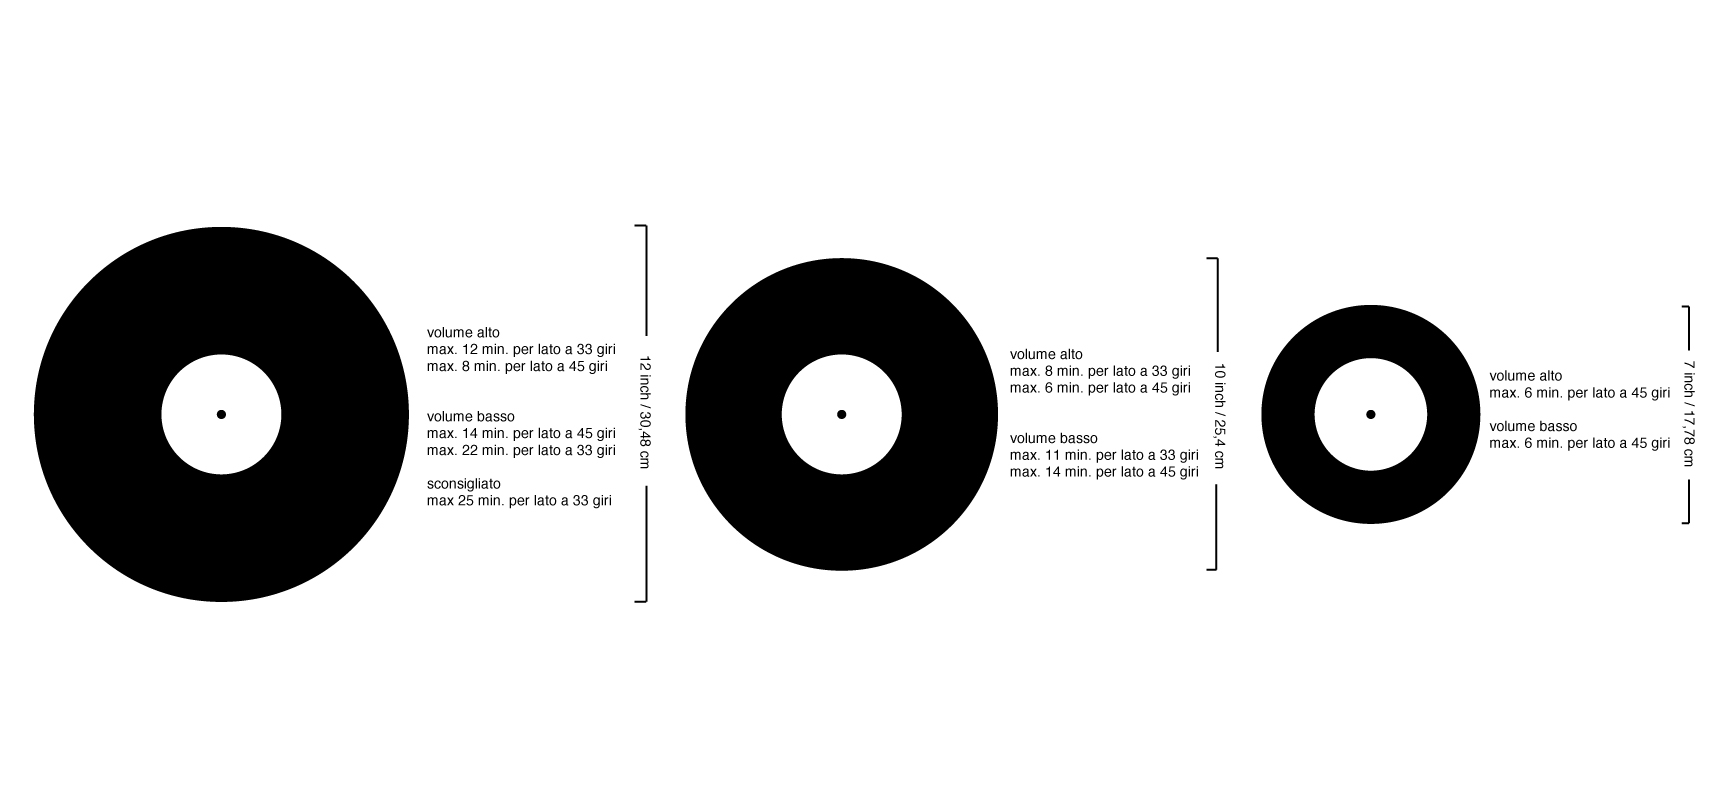 volume alto
max. 12 min. per lato a 33 giri
max. 8 min. per lato a 45 giri
volume basso
max. 14 min. per lato a 45 giri
max. 22 min. per lato a 33 giri
sconsigliato
max 25 min. per lato a 33 giri
12 inch / 30,48 cm
volume alto
max. 8 min. per lato a 33 giri
max. 6 min. per lato a 45 giri
volume basso
max. 11 min. per lato a 33 giri
max. 14 min. per lato a 45 giri
10 inch / 25,4 cm
volume alto
max. 6 min. per lato a 45 giri
volume basso
max. 6 min. per lato a 45 giri
7 inch / 17,78 cm